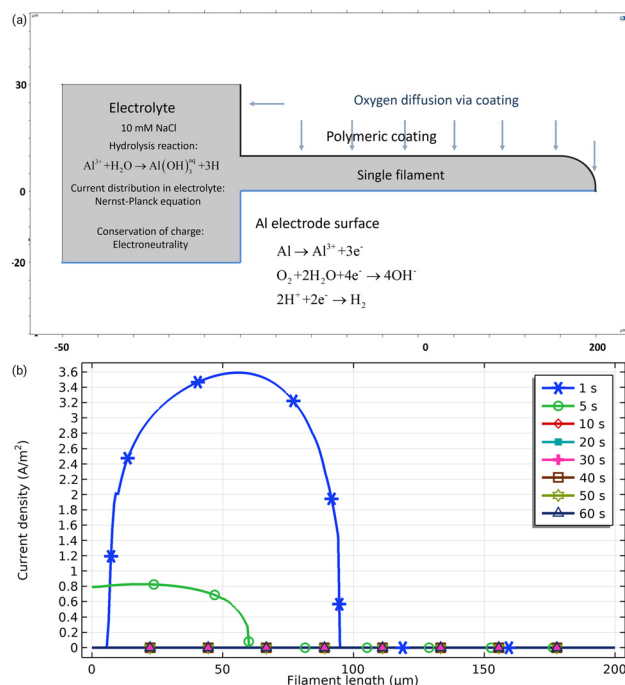 (a)
30
Electrolyte
10 mM NaCl
Hydrolysis reaction:
Al³⁺+H₂O→Al(OH)₃^aq+3H
Current distribution in electrolyte:
Nernst-Planck equation
Conservation of charge:
Electroneutrality
Oxygen diffusion via coating
Polymeric coating
Single filament
0
-20
Al electrode surface
Al→Al³⁺+3e⁻
O₂+2H₂O+4e⁻→4OH⁻
2H⁺+2e⁻→H₂
-50 0 200
(b)
Current density (A/m²)
3.6
3.4
3.2
3
2.8
2.6
2.4
2.2
2
1.8
1.6
1.4
1.2
1
0.8
0.6
0.4
0.2
0
1 s
5 s
10 s
20 s
30 s
40 s
50 s
60 s
0 50 100 150 200
Filament length (µm)